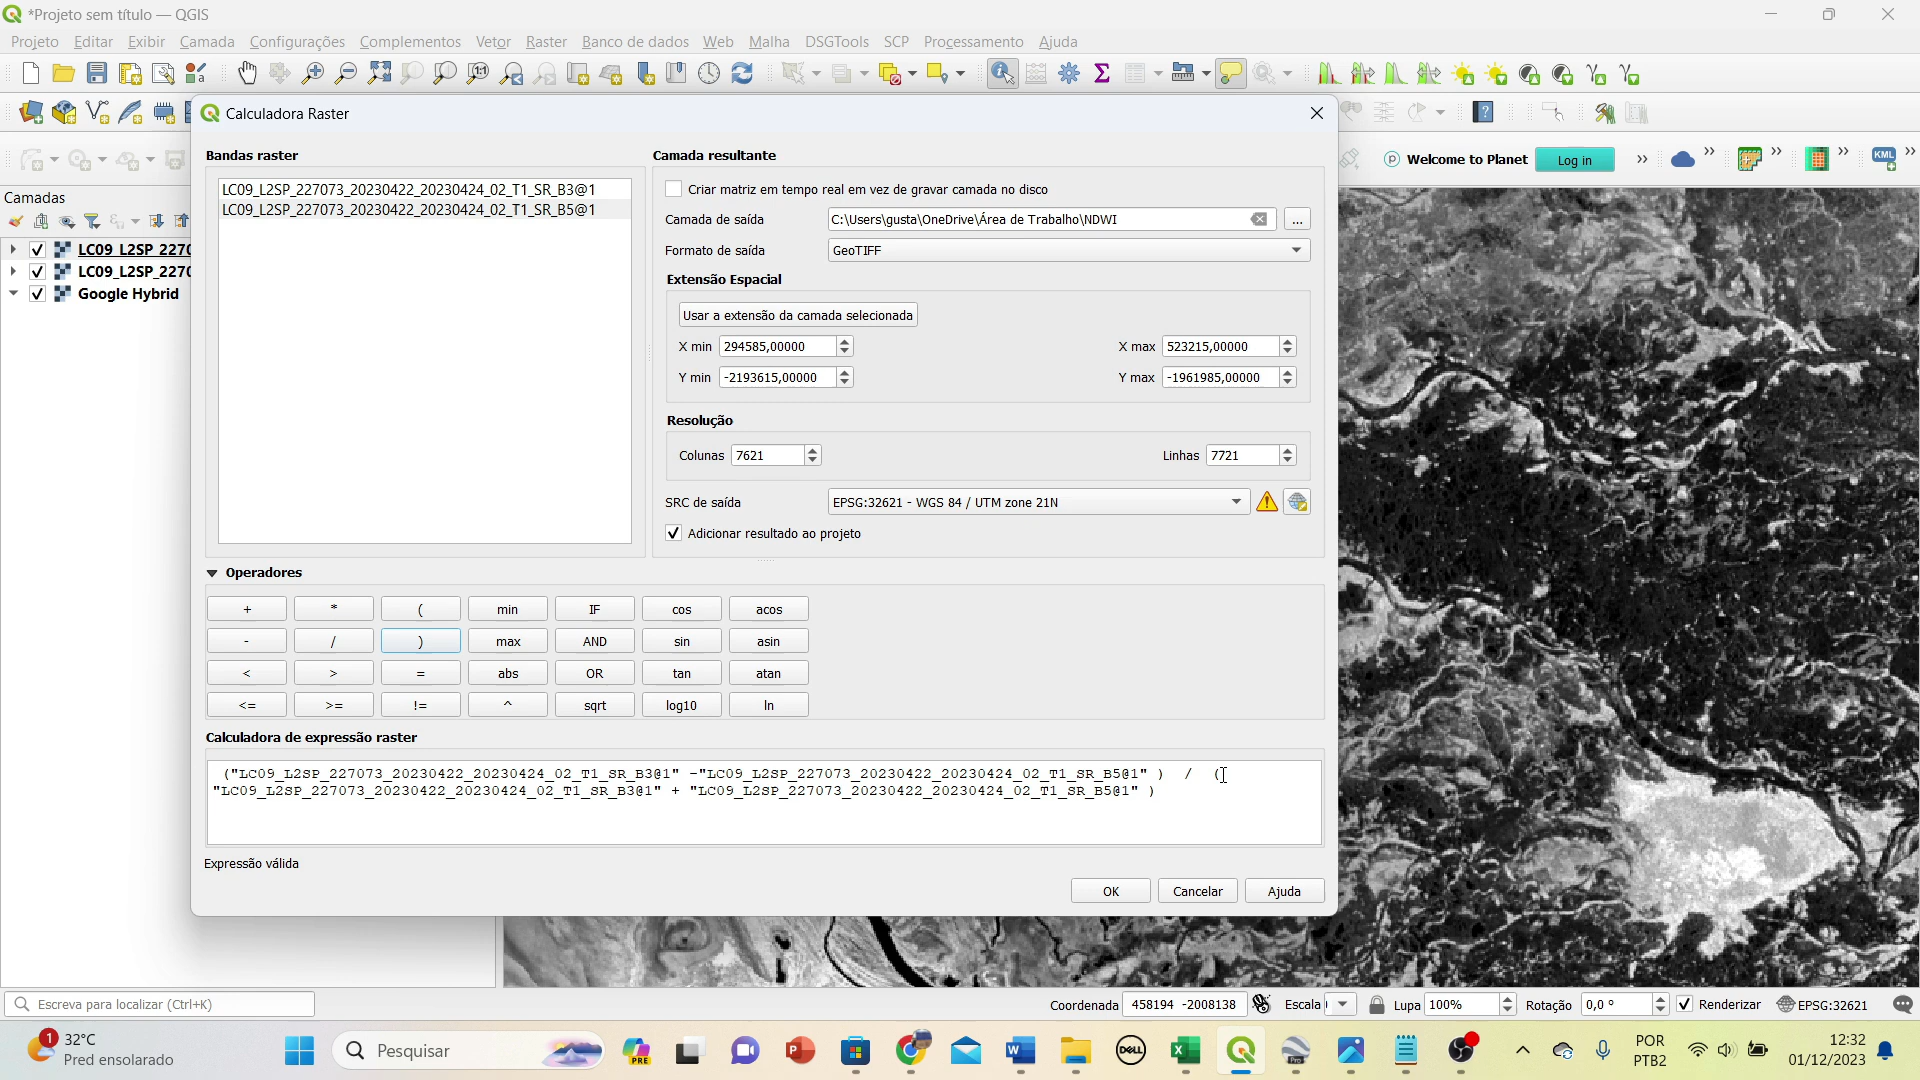 *Projeto sem título — QGIS
Projeto Editar Exibir Camada Configurações Complementos Vetor Raster Banco de dados Web Malha DSGTools SCP Processamento Ajuda
Calculadora Raster
Welcome to Planet Log in
KML
Camadas
LC09_L2SP_2270
LC09_L2SP_2270
Google Hybrid
Bandas raster
LC09_L2SP_227073_20230422_20230424_02_T1_SR_B3@1
LC09_L2SP_227073_20230422_20230424_02_T1_SR_B5@1
Camada resultante
Criar matriz em tempo real em vez de gravar camada no disco
Camada de saída C:\Users\gusta\OneDrive\Área de Trabalho\NDWI ...
Formato de saída GeoTIFF
Extensão Espacial
Usar a extensão da camada selecionada
X min 294585,00000 X max 523215,00000
Y min -2193615,00000 Y max -1961985,00000
Resolução
Colunas 7621 Linhas 7721
SRC de saída EPSG:32621 - WGS 84 / UTM zone 21N
Adicionar resultado ao projeto
Operadores
+ * ( min IF cos acos
- / ) max AND sin asin
< > = abs OR tan atan
<= >= != ^ sqrt log10 ln
Calculadora de expressão raster
("LC09_L2SP_227073_20230422_20230424_02_T1_SR_B3@1" -"LC09_L2SP_227073_20230422_20230424_02_T1_SR_B5@1" ) / (
"LC09_L2SP_227073_20230422_20230424_02_T1_SR_B3@1" + "LC09_L2SP_227073_20230422_20230424_02_T1_SR_B5@1" )
Expressão válida
OK Cancelar Ajuda
Escreva para localizar (Ctrl+K) Coordenada 458194 -2008138 Escala Lupa 100% Rotação 0,0 ° Renderizar EPSG:32621
1 32°C
Pred ensolarado
Pesquisar
PRE
DELL
Pro
POR
PTB2
12:32
01/12/2023